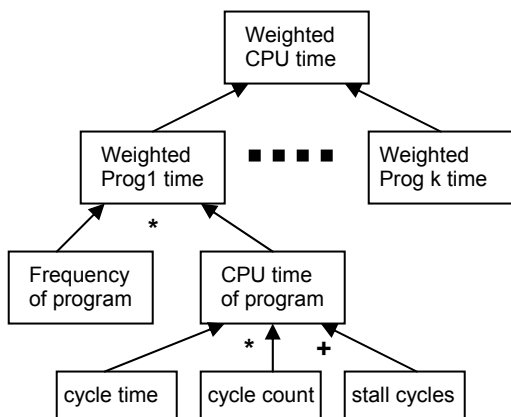 Weighted
CPU time
Weighted
Prog1 time
Weighted
Prog k time
*
Frequency
of program
CPU time
of program
*
+
cycle time
cycle count
stall cycles